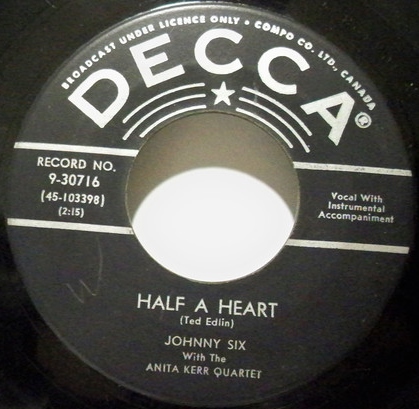 BROADCAST UNDER LICENCE ONLY • COMPO CO. LTD., CANADA
DECCA®
RECORD NO.
9-30716
(45-103398)
(2:15)
Vocal With
Instrumental
Accompaniment
HALF A HEART
(Ted Edlin)
JOHNNY SIX
With The
ANITA KERR QUARTET